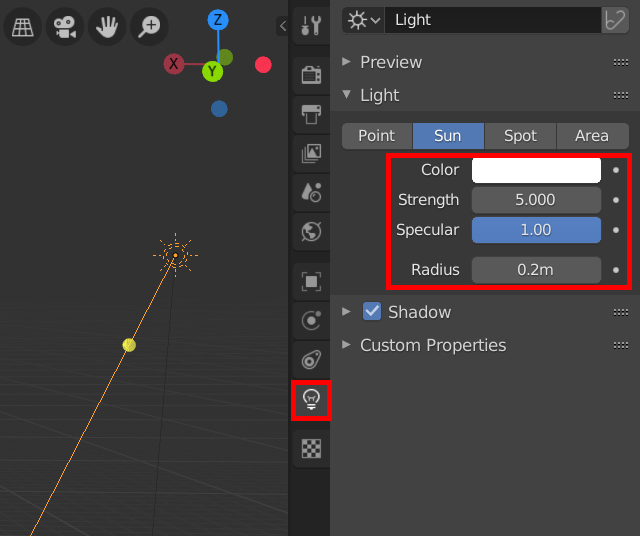 Z
X
Y
Light
Preview
Light
Point Sun Spot Area
Color
Strength 5.000
Specular 1.00
Radius 0.2m
Shadow
Custom Properties